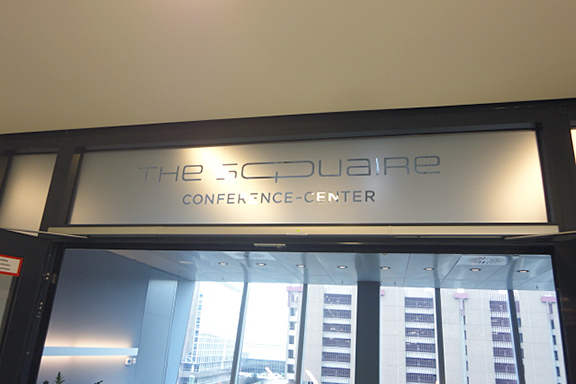 THE SQUAIRE
CONFERENCE-CENTER